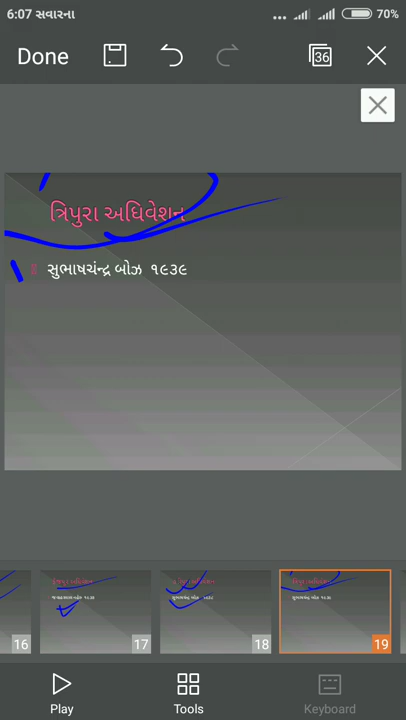 6:07 સવારના
70%
Done
36
ત્રિપુરા અધિવેશન
સુભાષચંદ્ર બોઝ ૧૯૩૯
16
17
18
19
Play
Tools
Keyboard